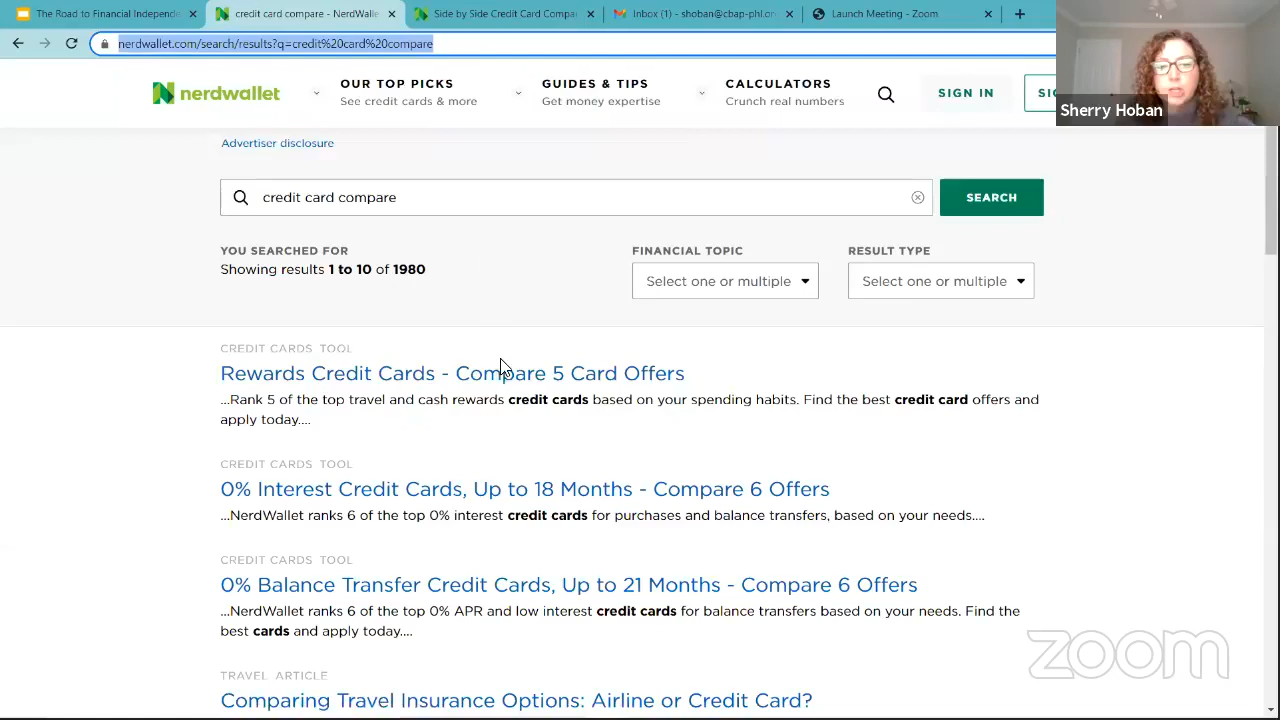 The Road to Financial Independen
credit card compare - NerdWalle
Side by Side Credit Card Compa
Inbox (1) - shoban@cbap-phl.or
Launch Meeting - Zoom
nerdwallet.com/search/results?q=credit%20card%20compare
nerdwallet
OUR TOP PICKS
See credit cards & more
GUIDES & TIPS
Get money expertise
CALCULATORS
Crunch real numbers
SIGN IN
Sherry Hoban
Advertiser disclosure
credit card compare
SEARCH
YOU SEARCHED FOR
Showing results 1 to 10 of 1980
FINANCIAL TOPIC
Select one or multiple
RESULT TYPE
Select one or multiple
CREDIT CARDS TOOL
Rewards Credit Cards - Compare 5 Card Offers
...Rank 5 of the top travel and cash rewards credit cards based on your spending habits. Find the best credit card offers and
apply today....
CREDIT CARDS TOOL
0% Interest Credit Cards, Up to 18 Months - Compare 6 Offers
...NerdWallet ranks 6 of the top 0% interest credit cards for purchases and balance transfers, based on your needs....
CREDIT CARDS TOOL
0% Balance Transfer Credit Cards, Up to 21 Months - Compare 6 Offers
...NerdWallet ranks 6 of the top 0% APR and low interest credit cards for balance transfers based on your needs. Find the
best cards and apply today....
zoom
TRAVEL ARTICLE
Comparing Travel Insurance Options: Airline or Credit Card?